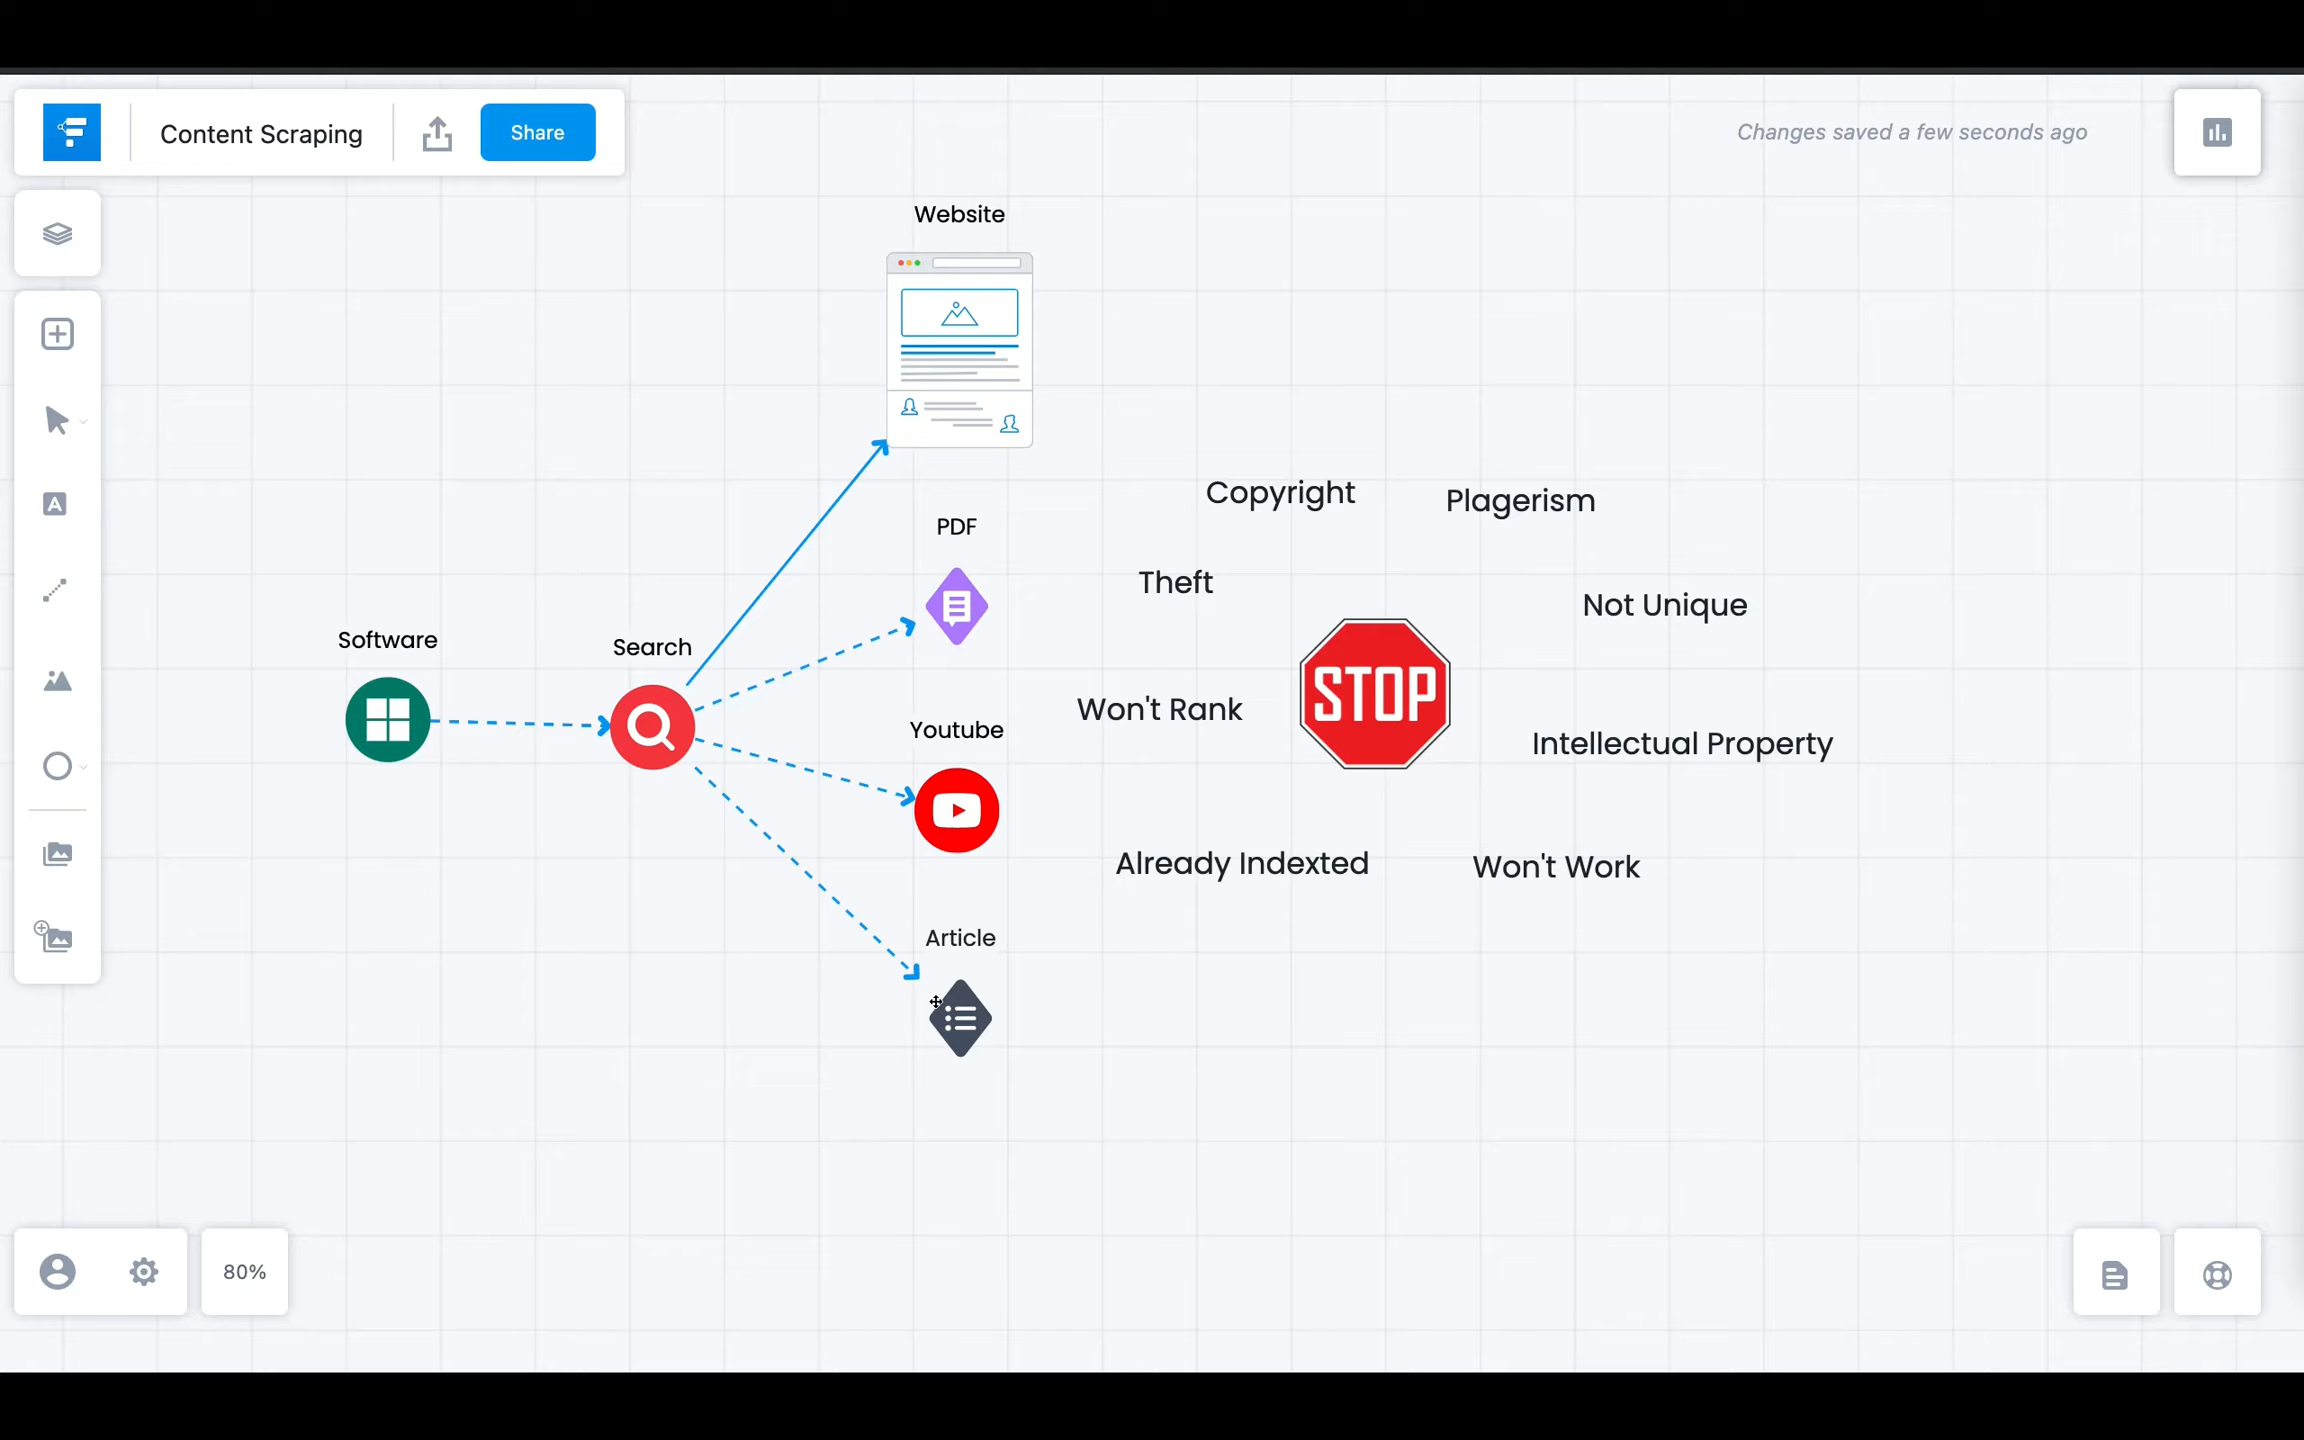 Content Scraping
Share
Changes saved a few seconds ago
Website
Copyright
Plagerism
PDF
Theft
Not Unique
Software
Search
STOP
Won't Rank
Youtube
Intellectual Property
Already Indexted
Won't Work
Article
80%